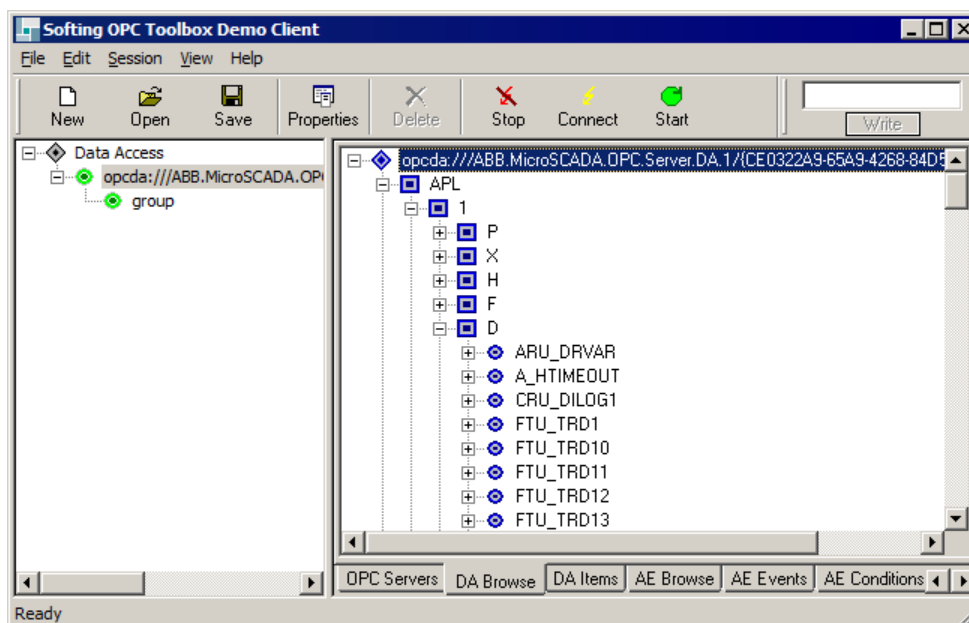 Softing OPC Toolbox Demo Client
File Edit Session View Help
New Open Save Properties Delete Stop Connect Start Write
Data Access
opcda:///ABB.MicroSCADA.OP
group
opcda:///ABB.MicroSCADA.OPC.Server.DA.1/{CE0322A9-65A9-4268-84D5
APL
1
P
X
H
F
D
ARU_DRVAR
A_HTIMEOUT
CRU_DILOG1
FTU_TRD1
FTU_TRD10
FTU_TRD11
FTU_TRD12
FTU_TRD13
OPC Servers DA Browse DA Items AE Browse AE Events AE Conditions
Ready